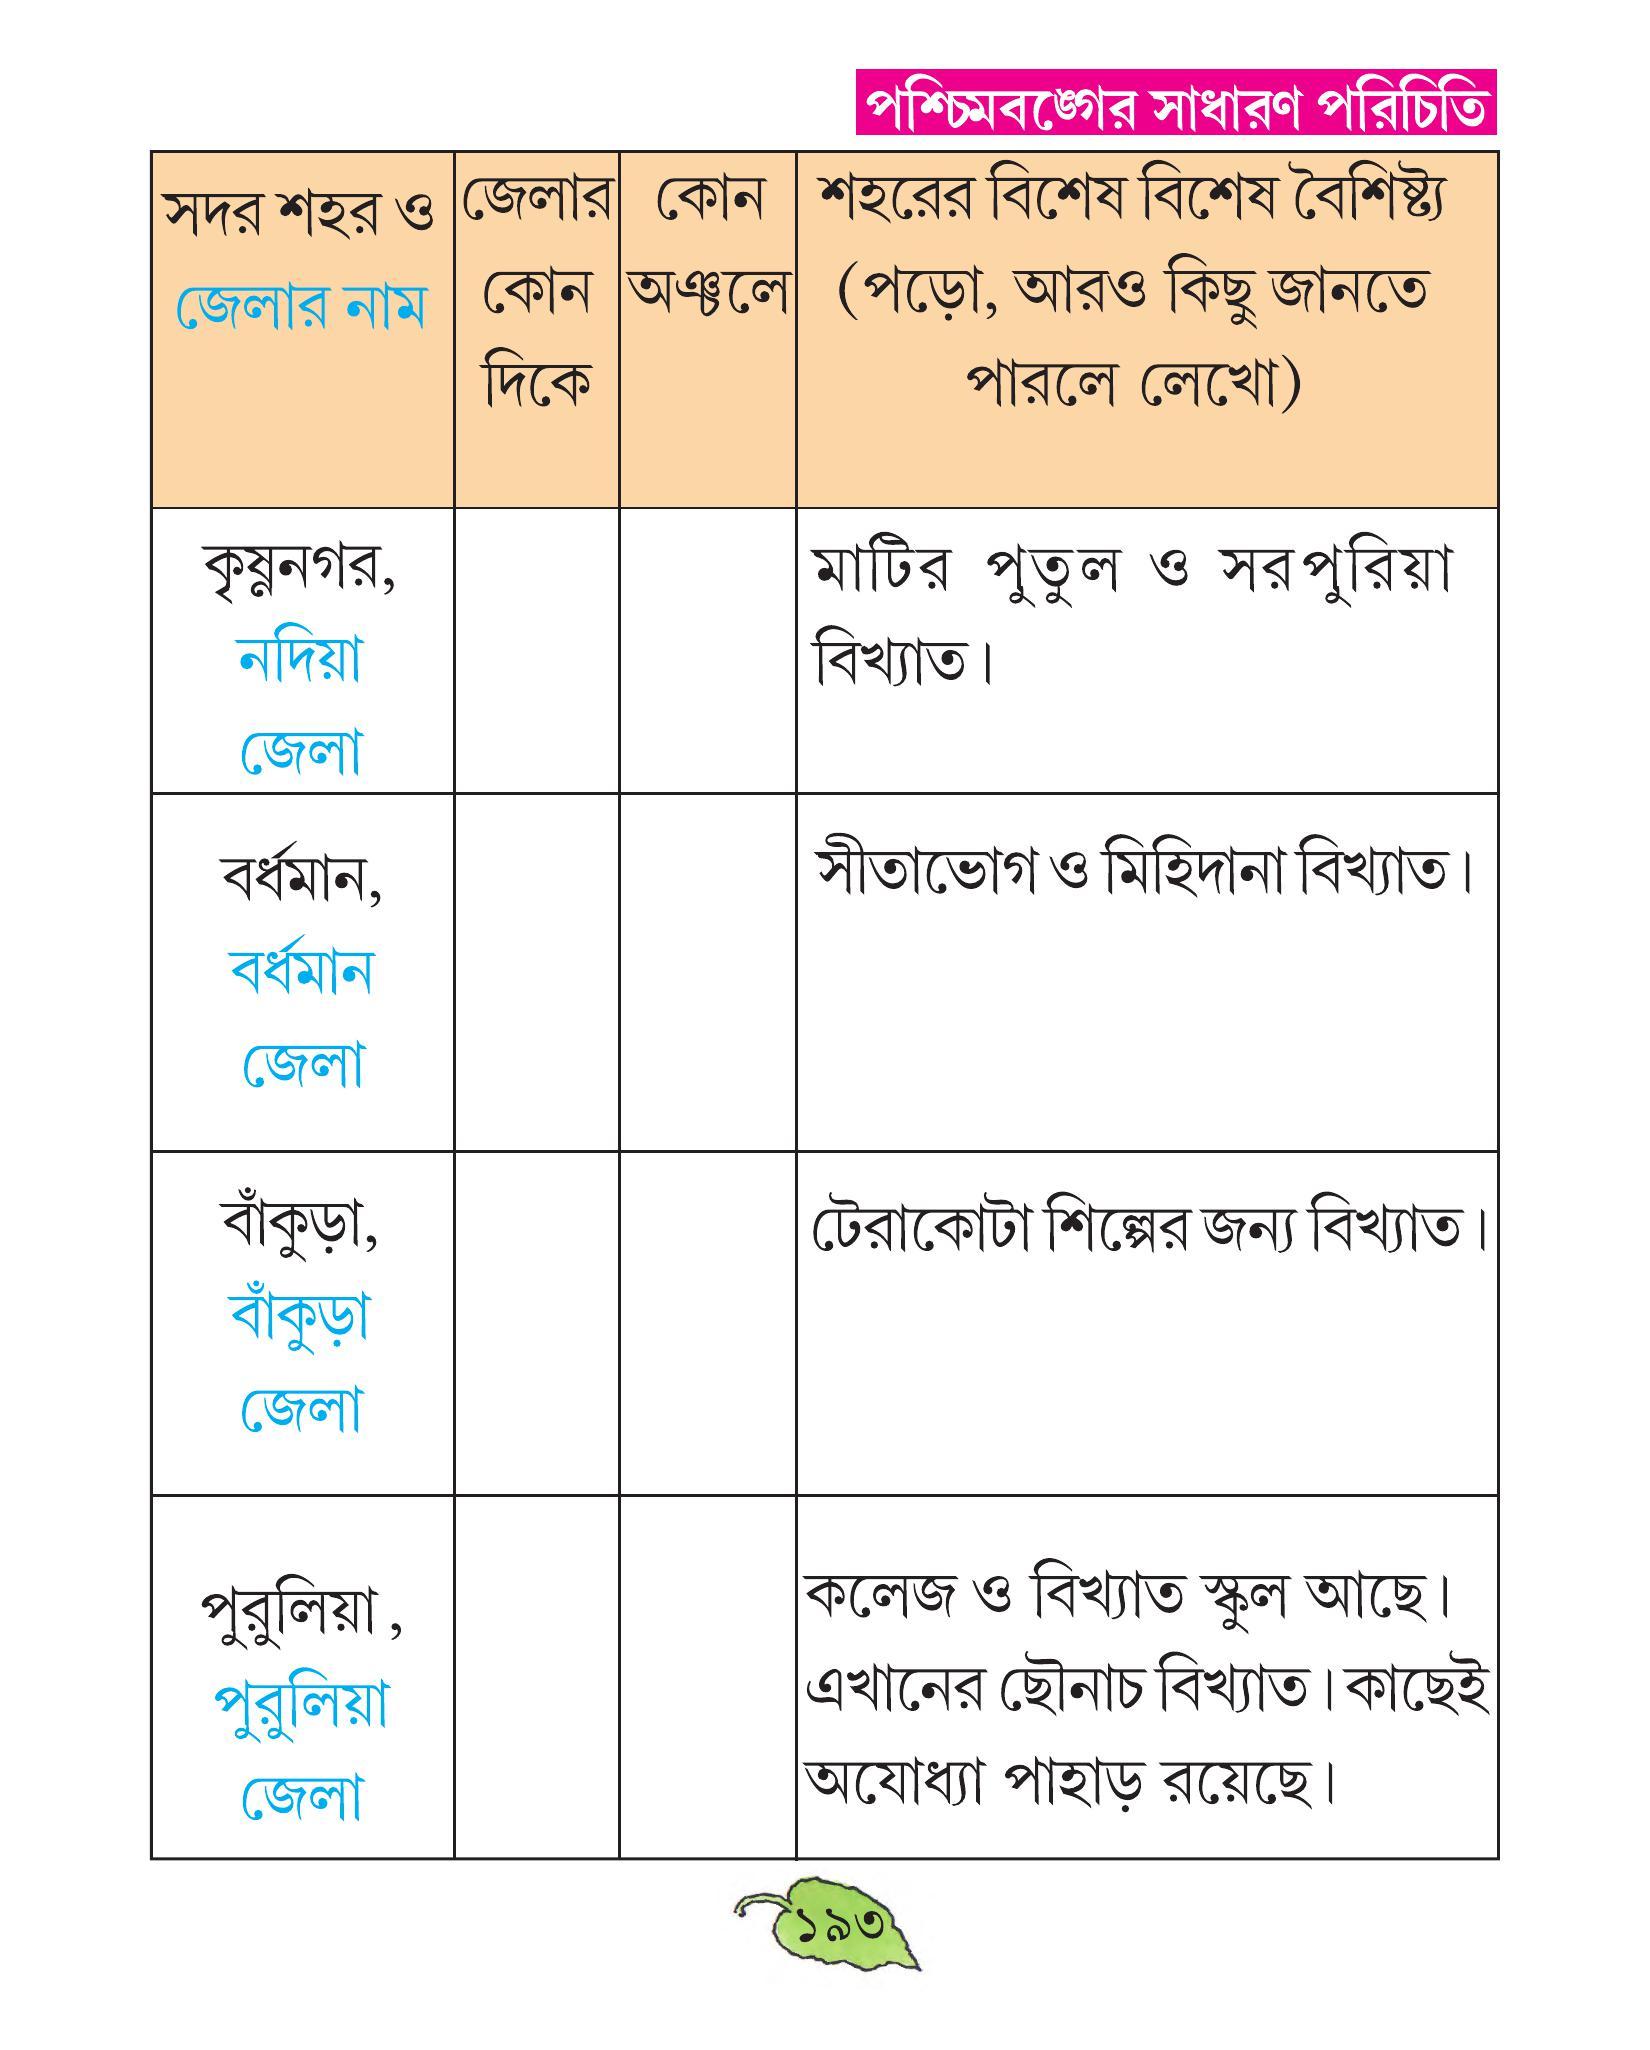 পশ্চিমবঙ্গের সাধারণ পরিচিতি
সদর শহর ও
জেলার নাম
জেলার
কোন
দিকে
কোন
অঞ্চলে
শহরের বিশেষ বিশেষ বৈশিষ্ট্য
(পড়ো, আরও কিছু জানতে
পারলে লেখো)
কৃষ্ণনগর,
নদিয়া
জেলা
মাটির পুতুল ও সরপুরিয়া
বিখ্যাত।
বর্ধমান,
বর্ধমান
জেলা
সীতাভোগ ও মিহিদানা বিখ্যাত।
বাঁকুড়া,
বাঁকুড়া
জেলা
টেরাকোটা শিল্পের জন্য বিখ্যাত।
পুরুলিয়া ,
পুরুলিয়া
জেলা
কলেজ ও বিখ্যাত স্কুল আছে।
এখানের ছৌনাচ বিখ্যাত। কাছেই
অযোধ্যা পাহাড় রয়েছে।
১৯৩